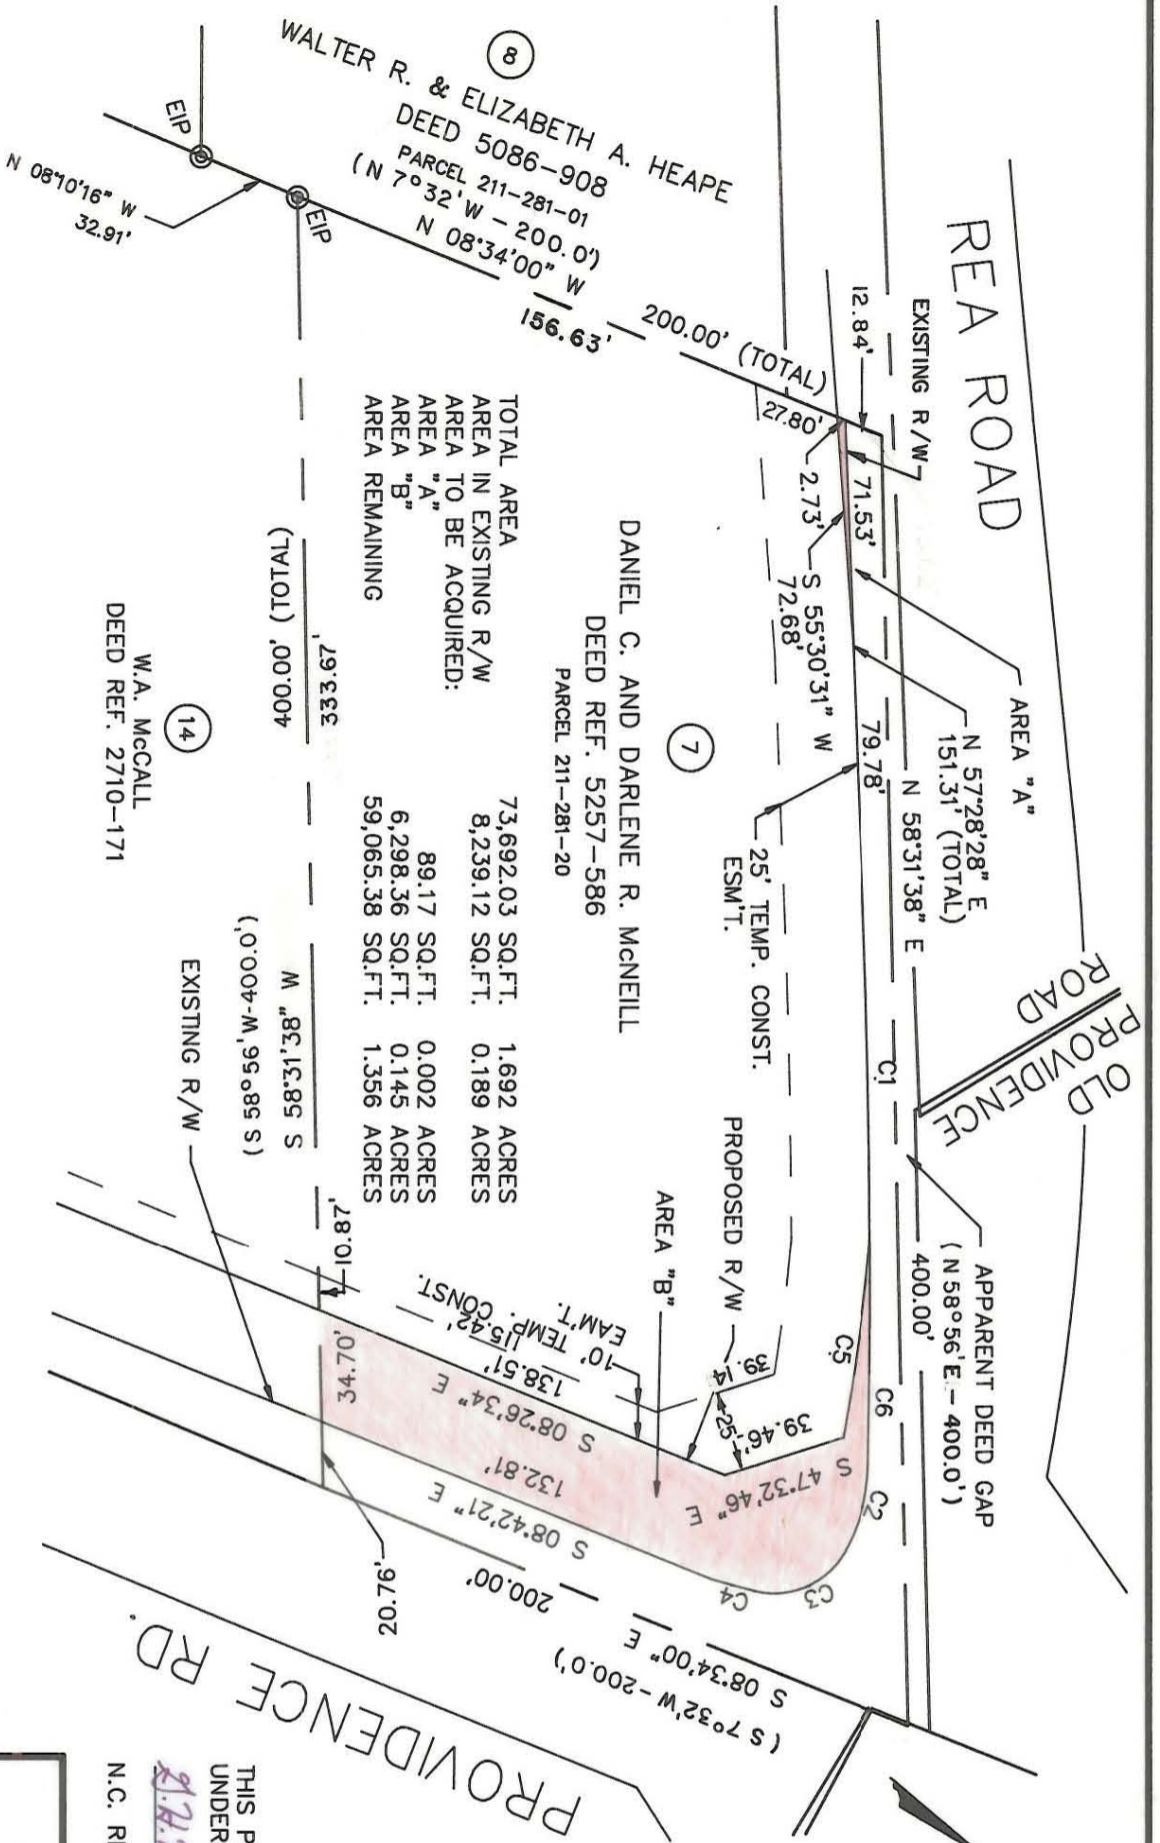 REA ROAD
OLD
PROVIDENCE
ROAD
PROVIDENCE RD.
8
WALTER R. & ELIZABETH A. HEAPE
DEED 5086-908
PARCEL 211-281-01
(N 7°32'W - 200.0')
N 08°34'00" W
156.63'
200.00' (TOTAL)
27.80'
EIP
EIP
N 08°10'16" W
32.91'
EXISTING R/W
12.84'
71.53'
2.73'
S 55°30'31" W
72.68'
AREA "A"
N 57°28'28" E
151.31' (TOTAL)
79.78'
N 58°31'38" E
C1
APPARENT DEED GAP
(N 58°56'E - 400.0')
400.00'
C5
C6
C2
C3
C4
25' TEMP. CONST.
ESM'T.
7
DANIEL C. AND DARLENE R. McNEILL
DEED REF. 5257-586
PARCEL 211-281-20
TOTAL AREA 73,692.03 SQ.FT. 1.692 ACRES
AREA IN EXISTING R/W 8,239.12 SQ.FT. 0.189 ACRES
AREA TO BE ACQUIRED:
AREA "A" 89.17 SQ.FT. 0.002 ACRES
AREA "B" 6,298.36 SQ.FT. 0.145 ACRES
AREA REMAINING 59,065.38 SQ.FT. 1.356 ACRES
PROPOSED R/W
AREA "B"
39.14'
25'
39.46'
S 47°32'46" E
10' TEMP. CONST.
EAM'T.
115.42'
138.51'
S 08°26'34" E
132.81'
S 08°42'21" E
200.00'
S 08°34'00" E
(S 7°32'W - 200.0')
34.70'
20.76'
10.87'
333.67'
400.00' (TOTAL)
S 58°31'38" W
(S 58°56'W-400.0')
EXISTING R/W
14
W.A. McCALL
DEED REF. 2710-171
THIS P
UNDER
N.C. R